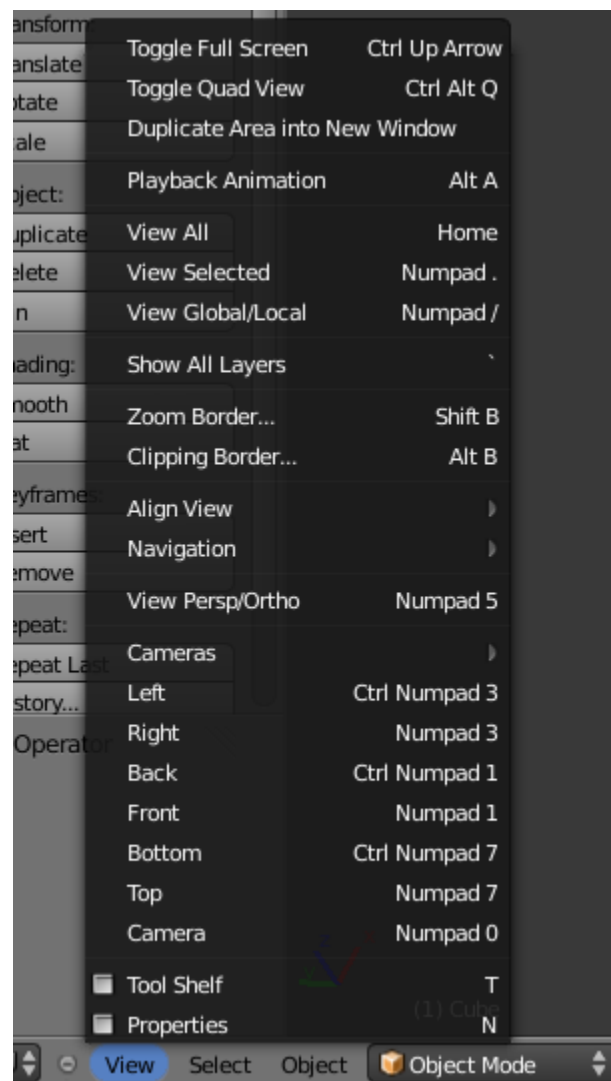 Toggle Full Screen Ctrl Up Arrow
Toggle Quad View Ctrl Alt Q
Duplicate Area into New Window
Playback Animation Alt A
View All Home
View Selected Numpad .
View Global/Local Numpad /
Show All Layers `
Zoom Border... Shift B
Clipping Border... Alt B
Align View
Navigation
View Persp/Ortho Numpad 5
Cameras
Left Ctrl Numpad 3
Right Numpad 3
Back Ctrl Numpad 1
Front Numpad 1
Bottom Ctrl Numpad 7
Top Numpad 7
Camera Numpad 0
Tool Shelf T
Properties N
Operator
(1) Cube
View Select Object Object Mode